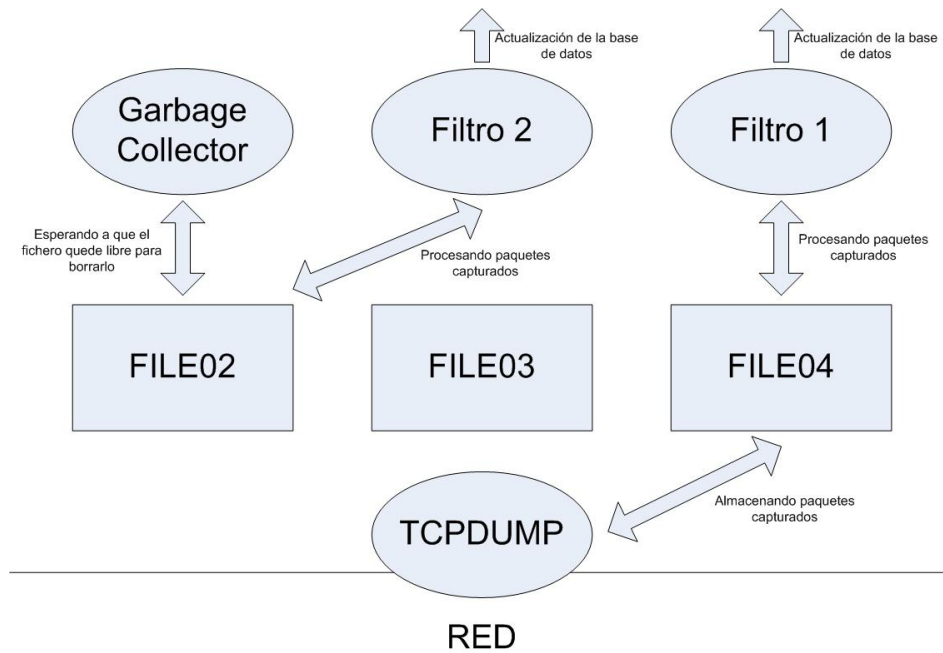 Actualización de la base
de datos
Actualización de la base
de datos
Garbage
Collector
Filtro 2
Filtro 1
Esperando a que el
fichero quede libre para
borrarlo
Procesando paquetes
capturados
Procesando paquetes
capturados
FILE02
FILE03
FILE04
TCPDUMP
Almacenando paquetes
capturados
RED